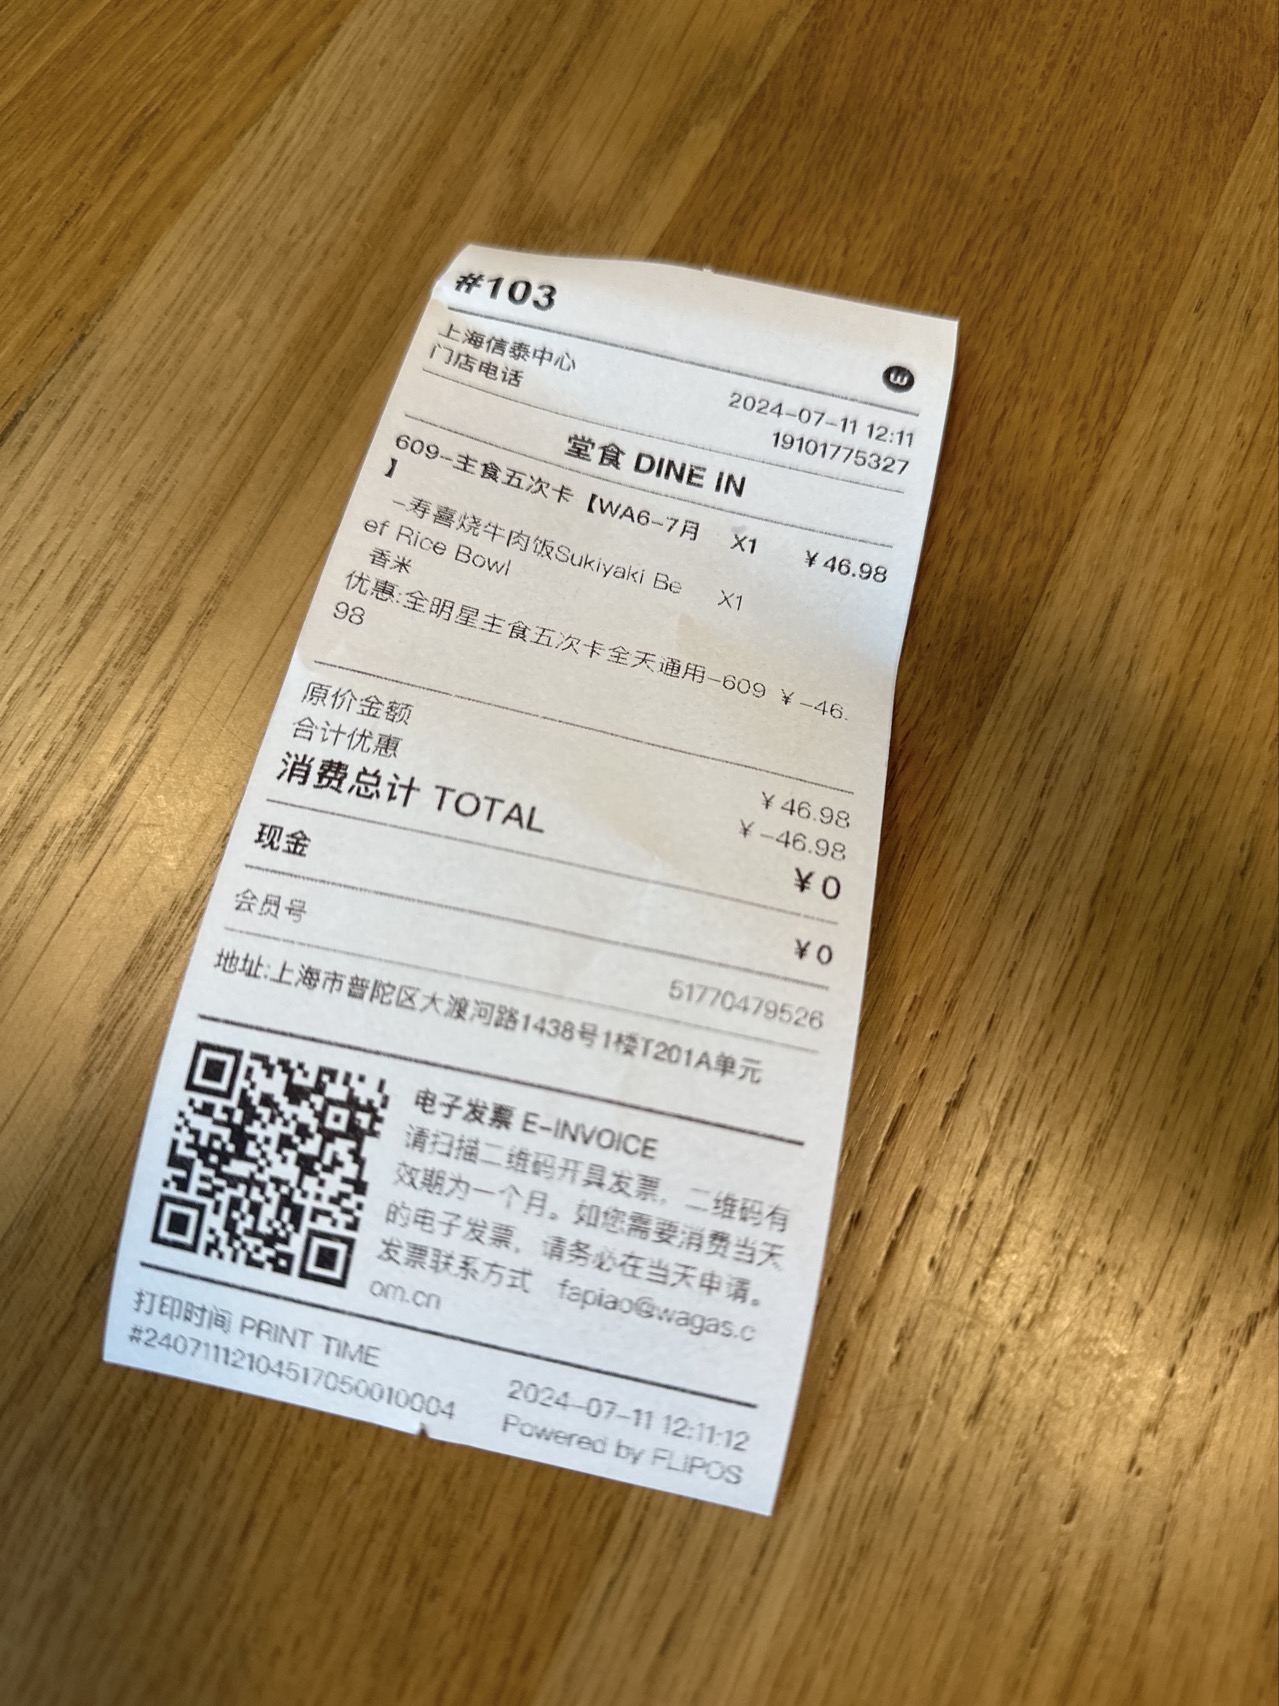 #103
W
上海信泰中心 2024-07-11 12:11
门店电话 19101775327
堂食 DINE IN
609-主食五次卡【WA6-7月 X1 ¥46.98
】
-寿喜烧牛肉饭Sukiyaki Be X1
ef Rice Bowl
香米
优惠:全明星主食五次卡全天通用-609 ¥-46.
98
原价金额 ¥46.98
合计优惠 ¥-46.98
消费总计 TOTAL ¥0
现金 ¥0
会员号 51770479526
地址:上海市普陀区大渡河路1438号1楼T201A单元
电子发票 E-INVOICE
请扫描二维码开具发票，二维码有
效期为一个月。如您需要消费当天
的电子发票，请务必在当天申请。
发票联系方式 fapiao@wagas.c
om.cn
打印时间 PRINT TIME 2024-07-11 12:11:12
#24071112104517050010004 Powered by FLIPOS